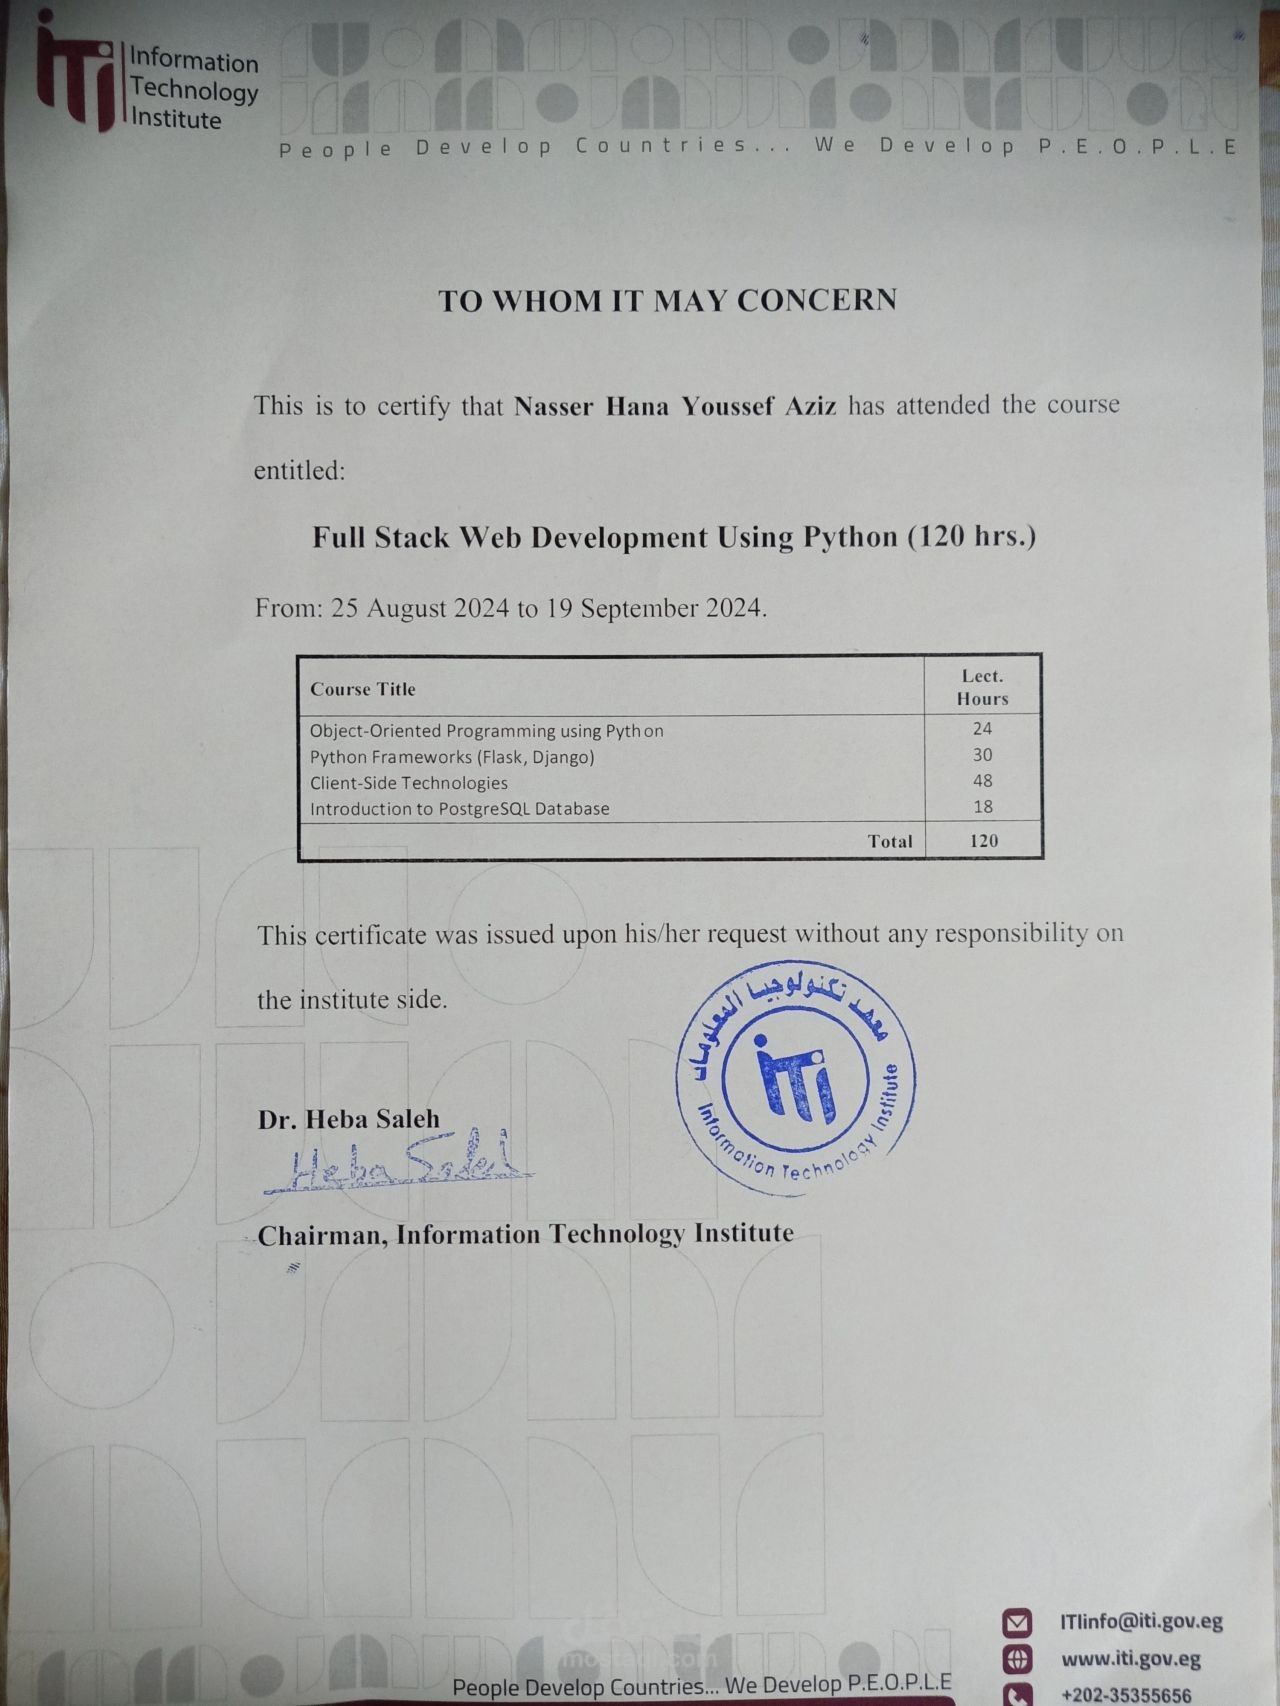 iTi
Information
Technology
Institute
People Develop Countries... We Develop P.E.O.P.L.E
TO WHOM IT MAY CONCERN
This is to certify that Nasser Hana Youssef Aziz has attended the course
entitled:
Full Stack Web Development Using Python (120 hrs.)
From: 25 August 2024 to 19 September 2024.
Course Title Lect. Hours
Object-Oriented Programming using Python 24
Python Frameworks (Flask, Django) 30
Client-Side Technologies 48
Introduction to PostgreSQL Database 18
Total 120
This certificate was issued upon his/her request without any responsibility on
the institute side.
معهد تكنولوجيا المعلومات
iTi
Information Technology Institute
Dr. Heba Saleh
Heba Saleh
Chairman, Information Technology Institute
mostaql.com
ITIinfo@iti.gov.eg
www.iti.gov.eg
People Develop Countries... We Develop P.E.O.P.L.E
+202-35355656